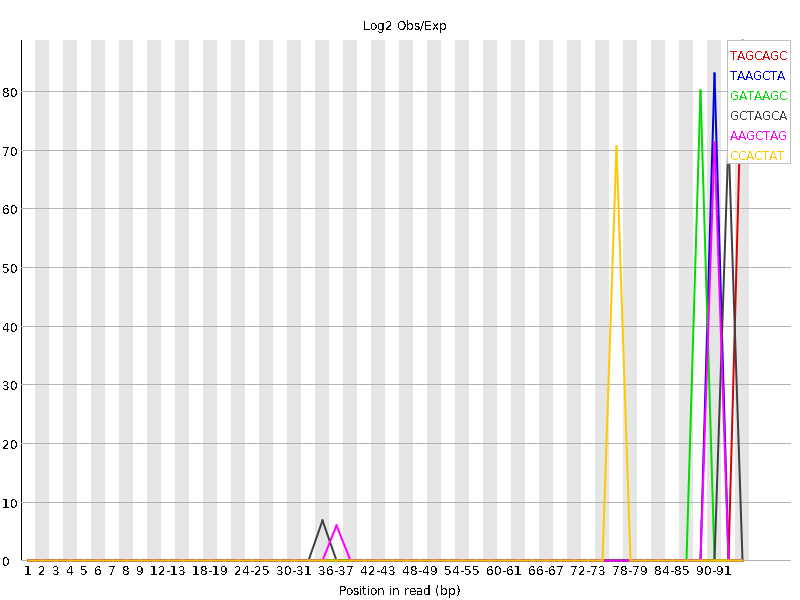 Log2 Obs/Exp
TAGCAGC
TAAGCTA
GATAAGC
GCTAGCA
AAGCTAG
CCACTAT
80
70
60
50
40
30
20
10
0
1 2 3 4 5 6 7 8 9 12-13 18-19 24-25 30-31 36-37 42-43 48-49 54-55 60-61 66-67 72-73 78-79 84-85 90-91
Position in read (bp)